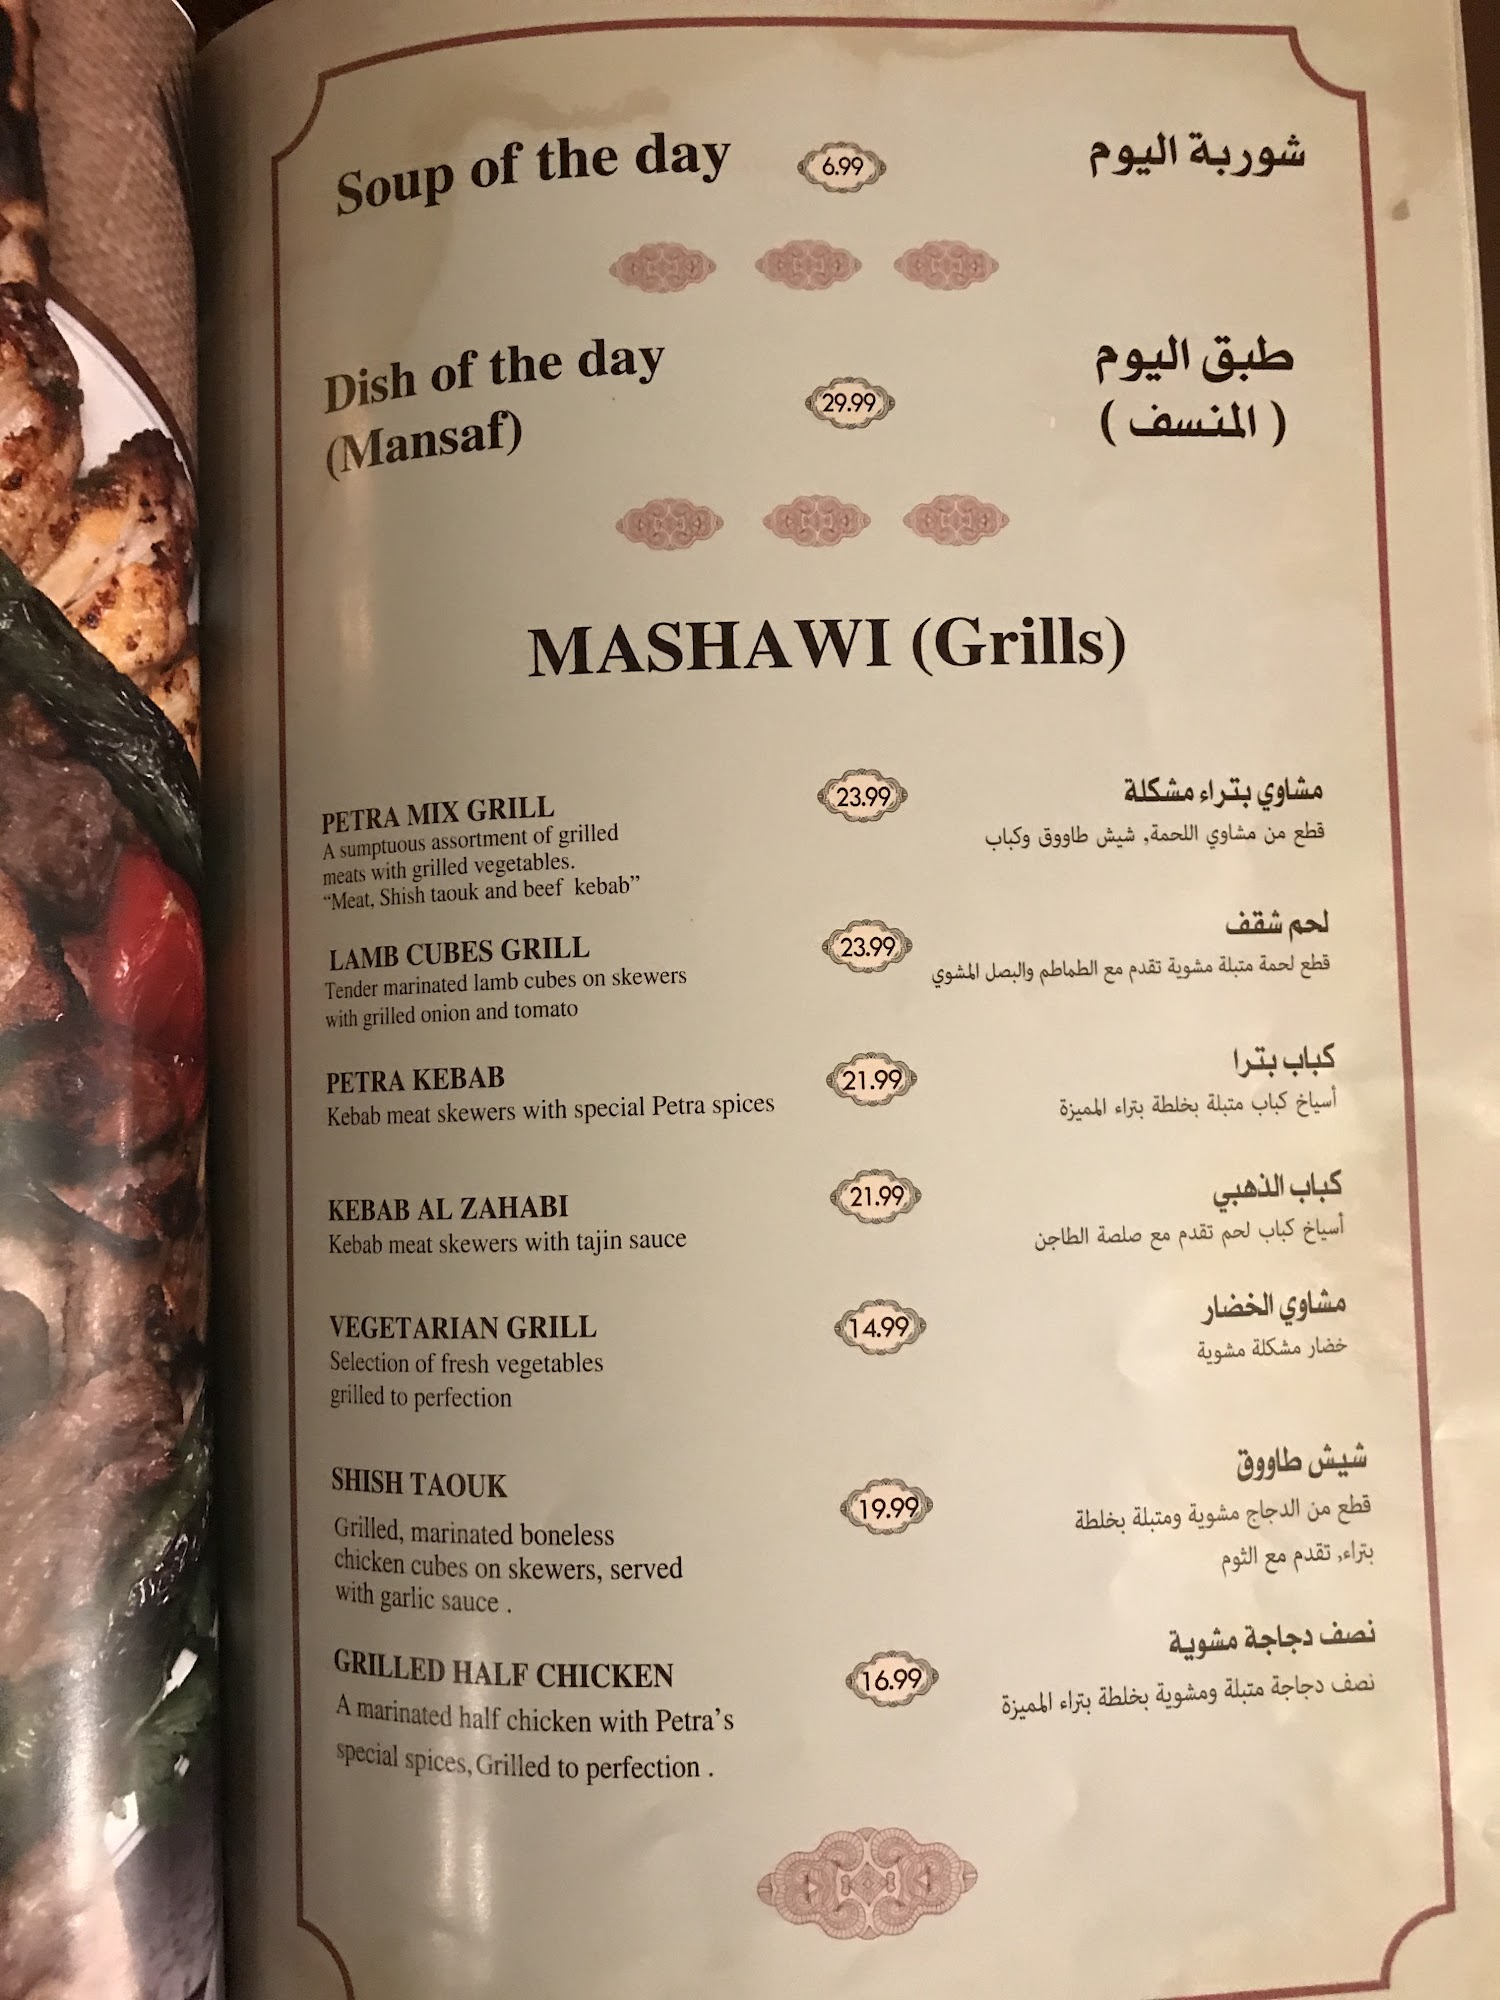 Soup of the day 6.99 شوربة اليوم
Dish of the day 29.99 طبق اليوم
(Mansaf) ( المنسف )
MASHAWI (Grills)
PETRA MIX GRILL 23.99 مشاوي بتراء مشكلة
A sumptuous assortment of grilled قطع من مشاوي اللحمة, شيش طاووق وكباب
meats with grilled vegetables.
“Meat, Shish taouk and beef kebab”
LAMB CUBES GRILL 23.99 لحم شقف
Tender marinated lamb cubes on skewers قطع لحمة متبلة مشوية تقدم مع الطماطم والبصل المشوي
with grilled onion and tomato
PETRA KEBAB 21.99 كباب بترا
Kebab meat skewers with special Petra spices أسياخ كباب متبلة بخلطة بتراء المميزة
KEBAB AL ZAHABI 21.99 كباب الذهبي
Kebab meat skewers with tajin sauce أسياخ كباب لحم تقدم مع صلصة الطاجن
VEGETARIAN GRILL 14.99 مشاوي الخضار
Selection of fresh vegetables خضار مشكلة مشوية
grilled to perfection
SHISH TAOUK 19.99 شيش طاووق
Grilled, marinated boneless قطع من الدجاج مشوية ومتبلة بخلطة
chicken cubes on skewers, served بتراء, تقدم مع الثوم
with garlic sauce .
GRILLED HALF CHICKEN 16.99 نصف دجاجة مشوية
A marinated half chicken with Petra’s نصف دجاجة متبلة ومشوية بخلطة بتراء المميزة
special spices, Grilled to perfection .